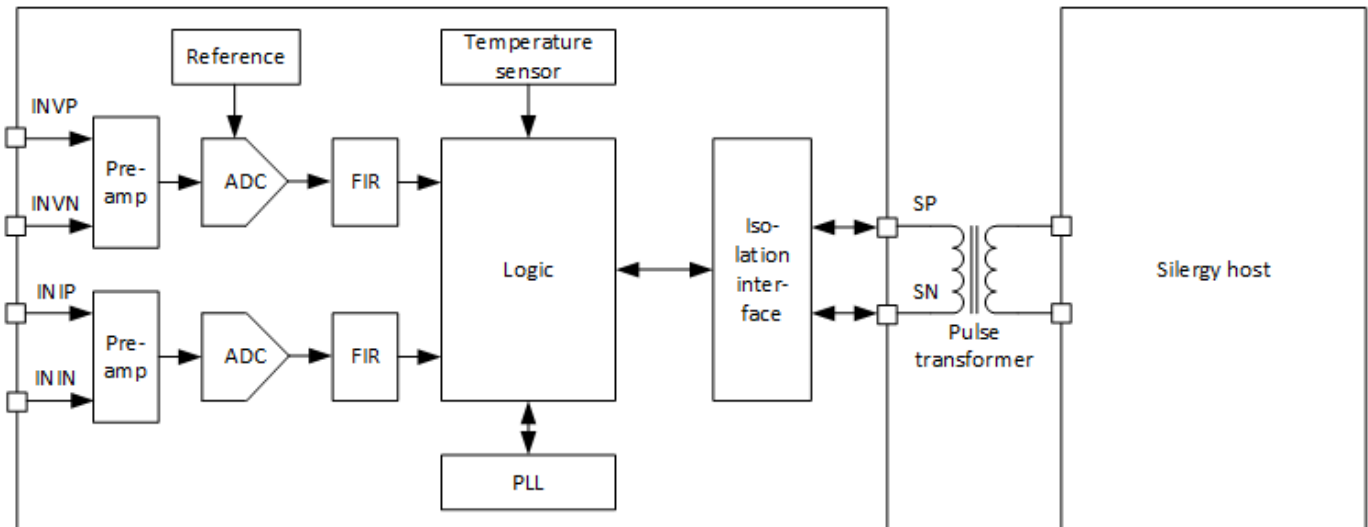 Reference
Temperature
sensor
INVP
INVN
Pre-
amp
ADC
FIR
INIP
ININ
Pre-
amp
ADC
FIR
Logic
PLL
Iso-
lation
inter-
face
SP
SN
Pulse
transformer
Silergy host